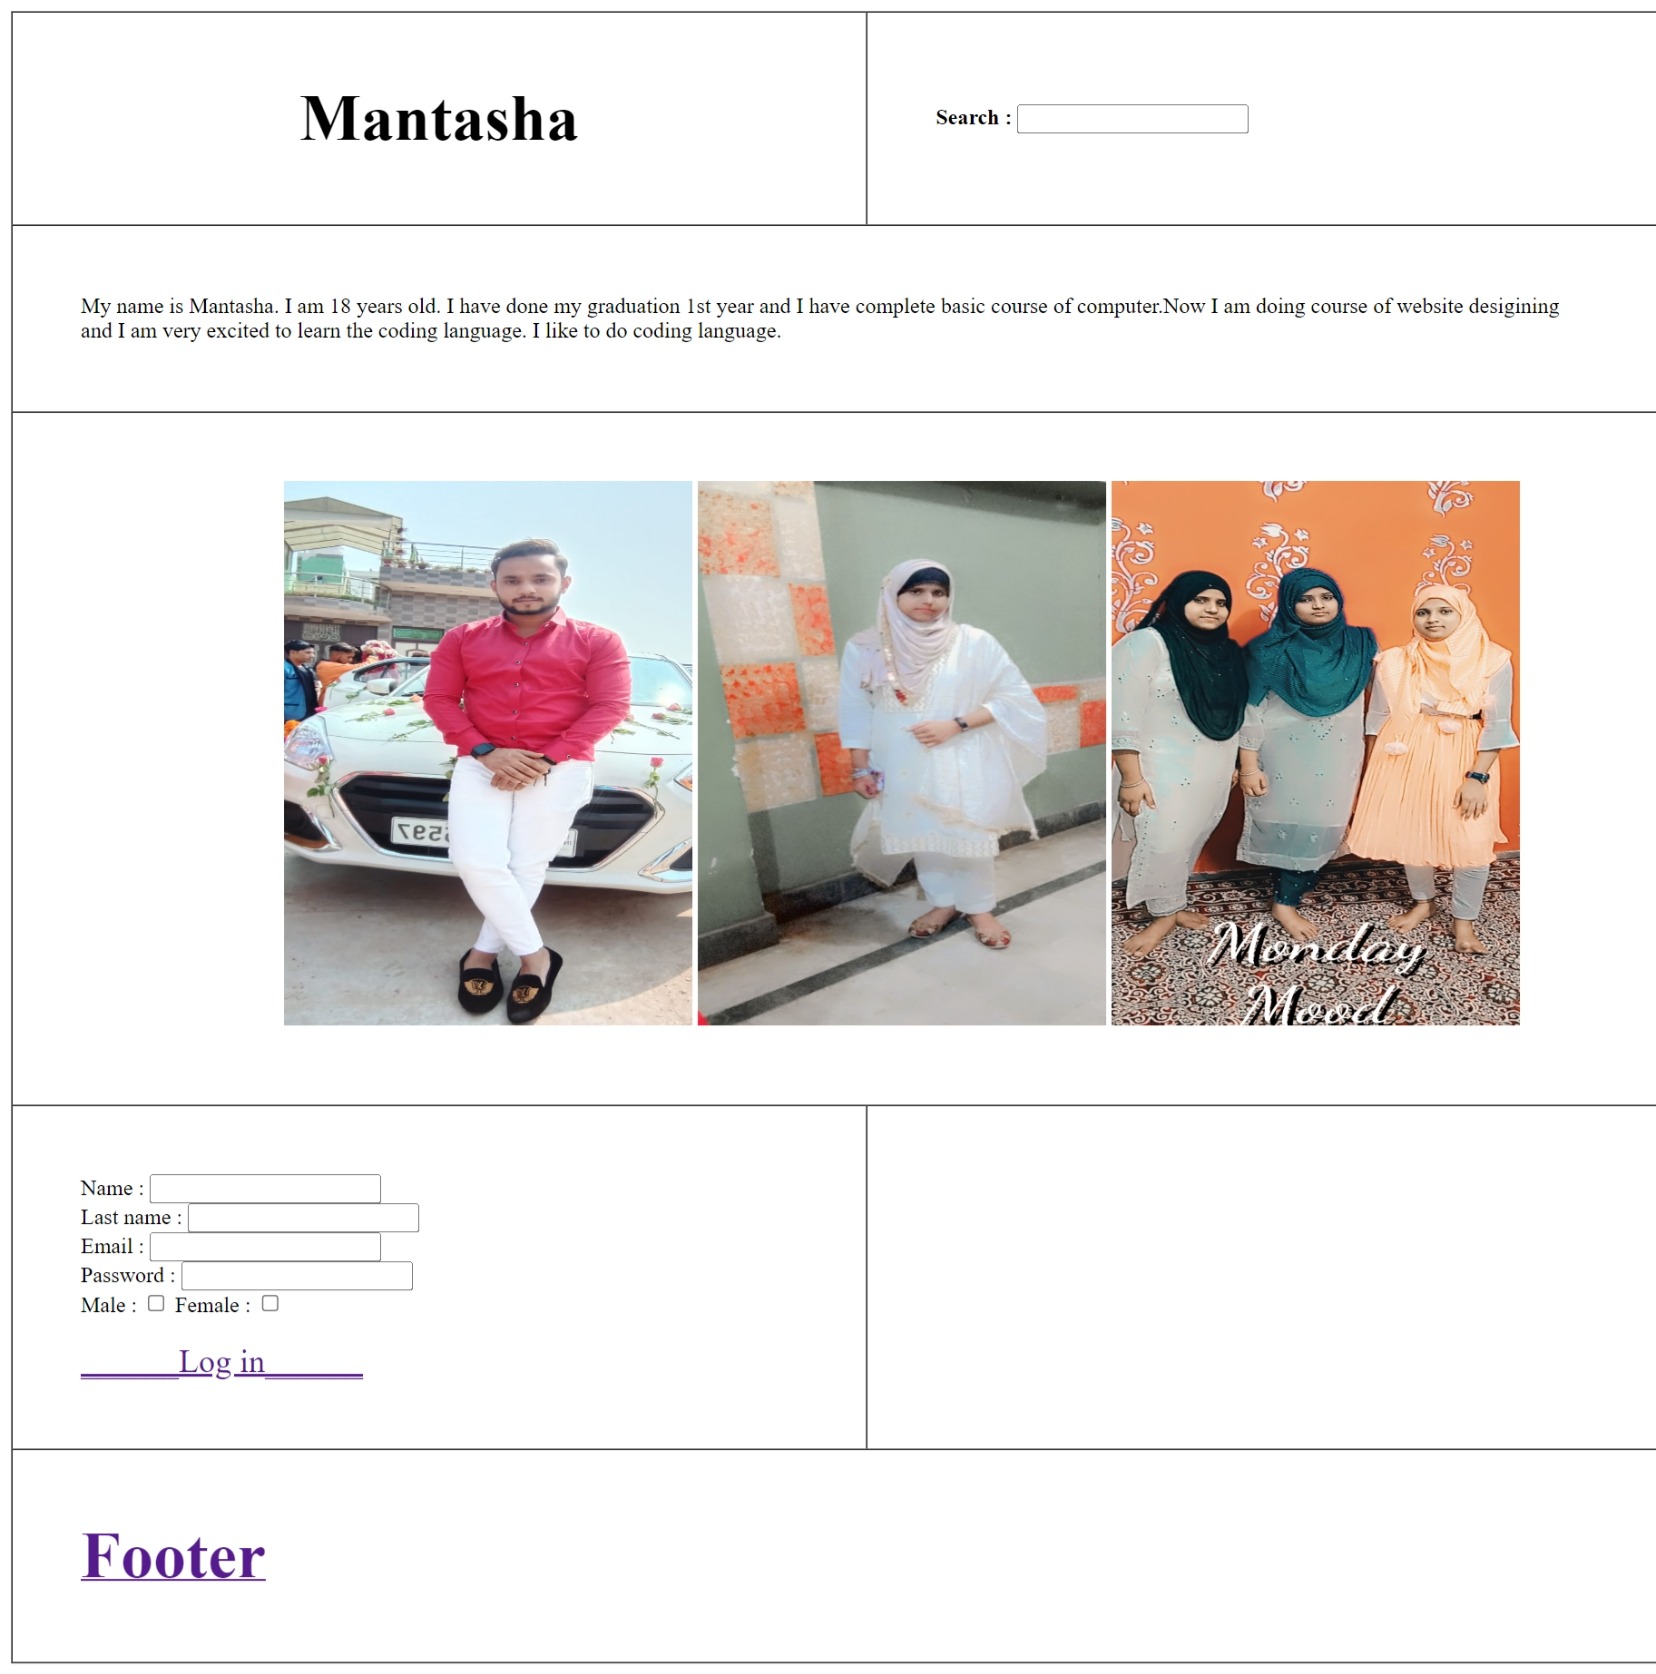 Mantasha
Search :
My name is Mantasha. I am 18 years old. I have done my graduation 1st year and I have complete basic course of computer.Now I am doing course of website desigining
and I am very excited to learn the coding language. I like to do coding language.
Monday
Mood
Name :
Last name :
Email :
Password :
Male : Female :
Log in
Footer